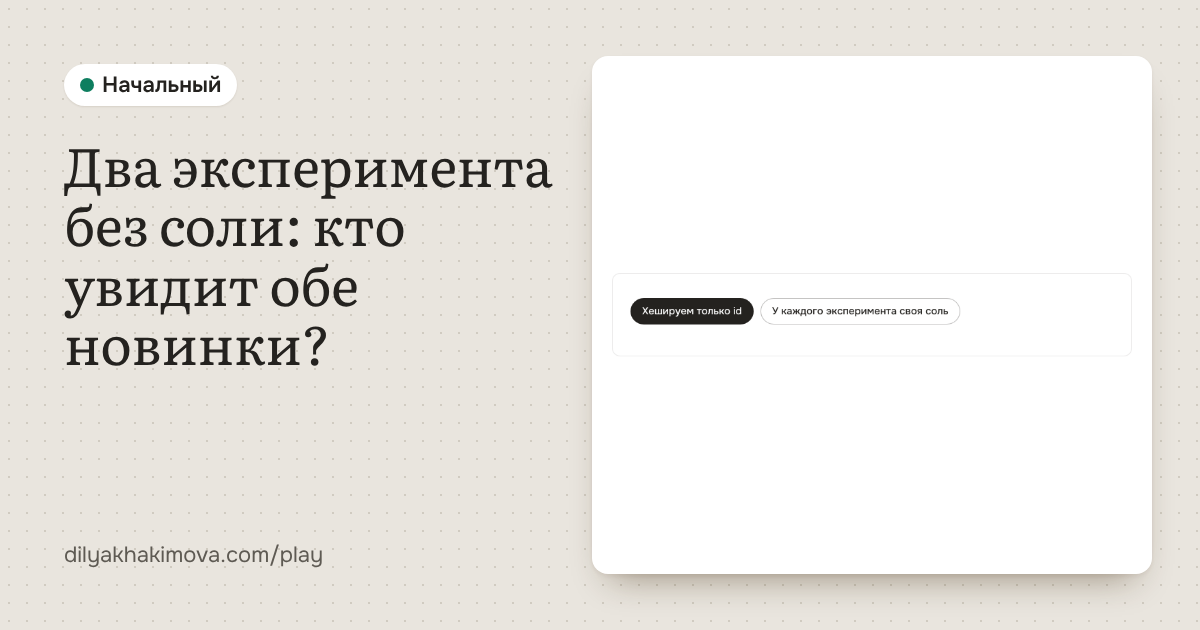 Начальный
Два эксперимента
без соли: кто
увидит обе
новинки?
Хешируем только id
У каждого эксперимента своя соль
dilyakhakimova.com/play